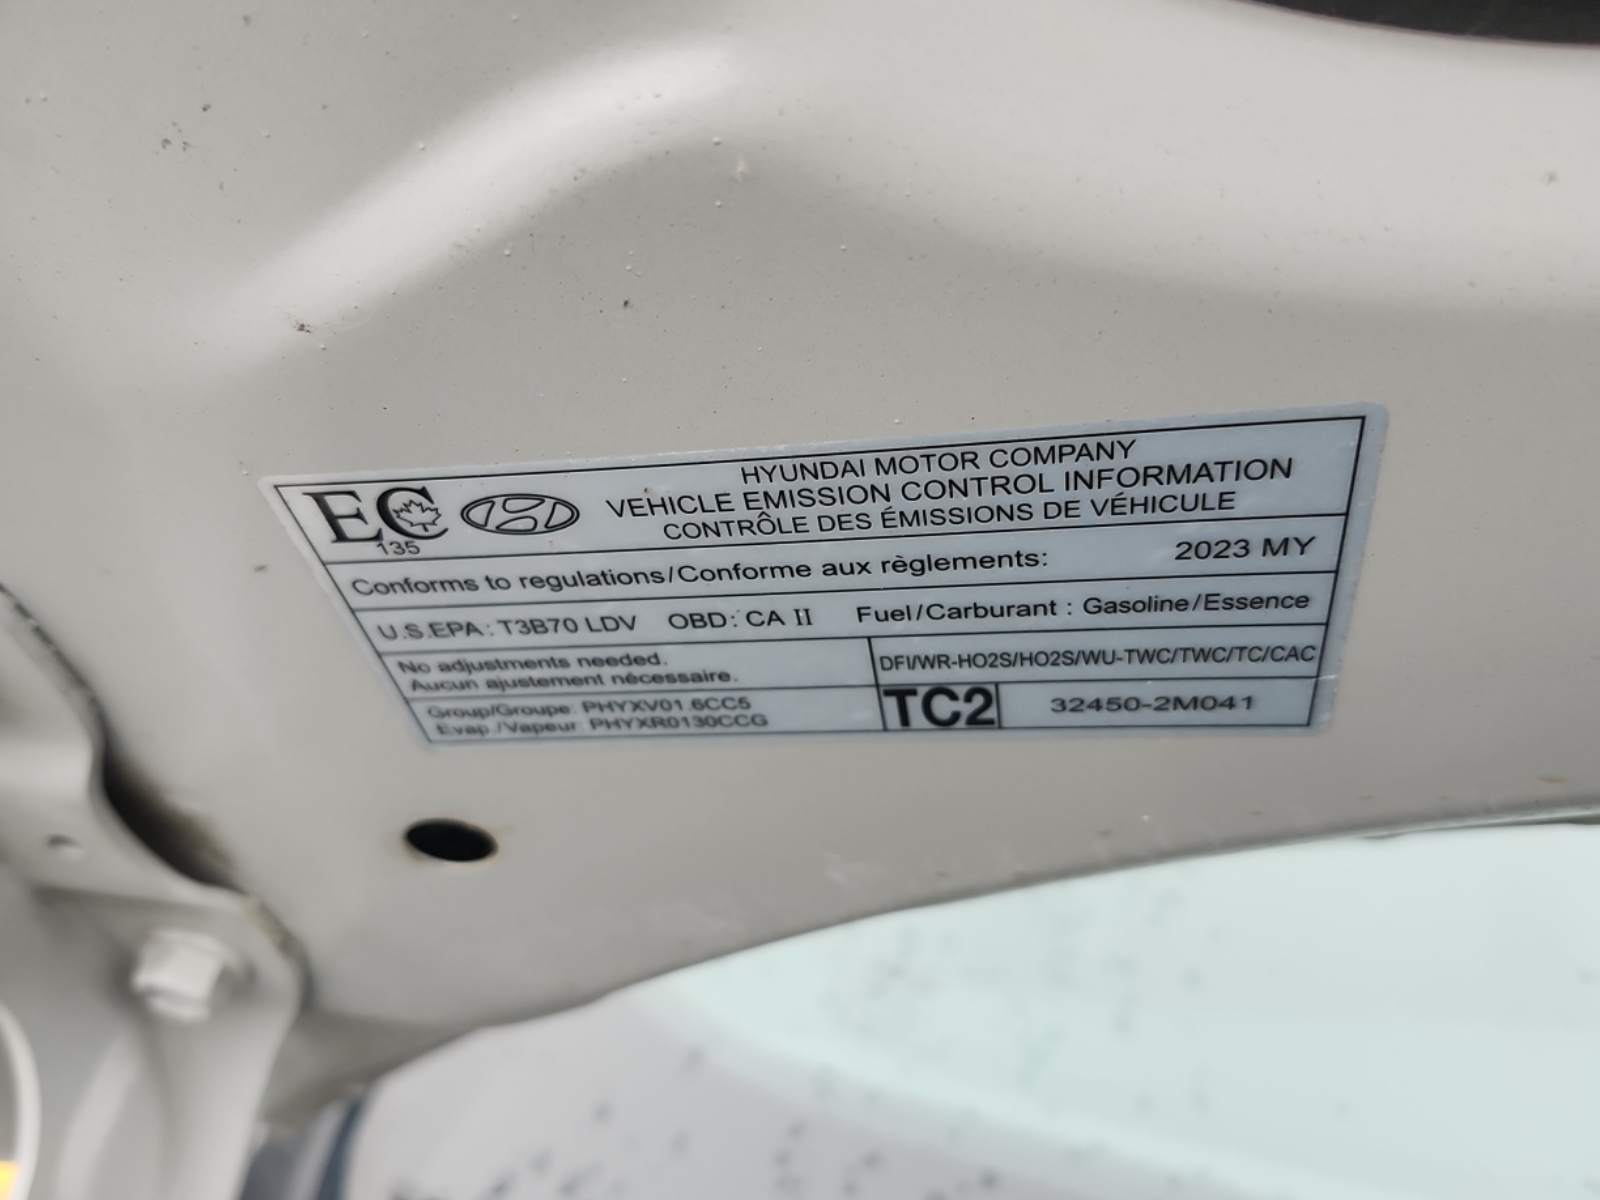 EC
135
HYUNDAI MOTOR COMPANY
VEHICLE EMISSION CONTROL INFORMATION
CONTRÔLE DES ÉMISSIONS DE VÉHICULE
Conforms to regulations/Conforme aux règlements: 2023 MY
U.S.EPA: T3B70 LDV OBD: CA II Fuel/Carburant : Gasoline/Essence
No adjustments needed.
Aucun ajustement nécessaire.
DFI/WR-HO2S/HO2S/WU-TWC/TWC/TC/CAC
Group/Groupe: PHYXV01.6CC5
Evap./Vapeur: PHYXR0130CCG
TC2 32450-2M041